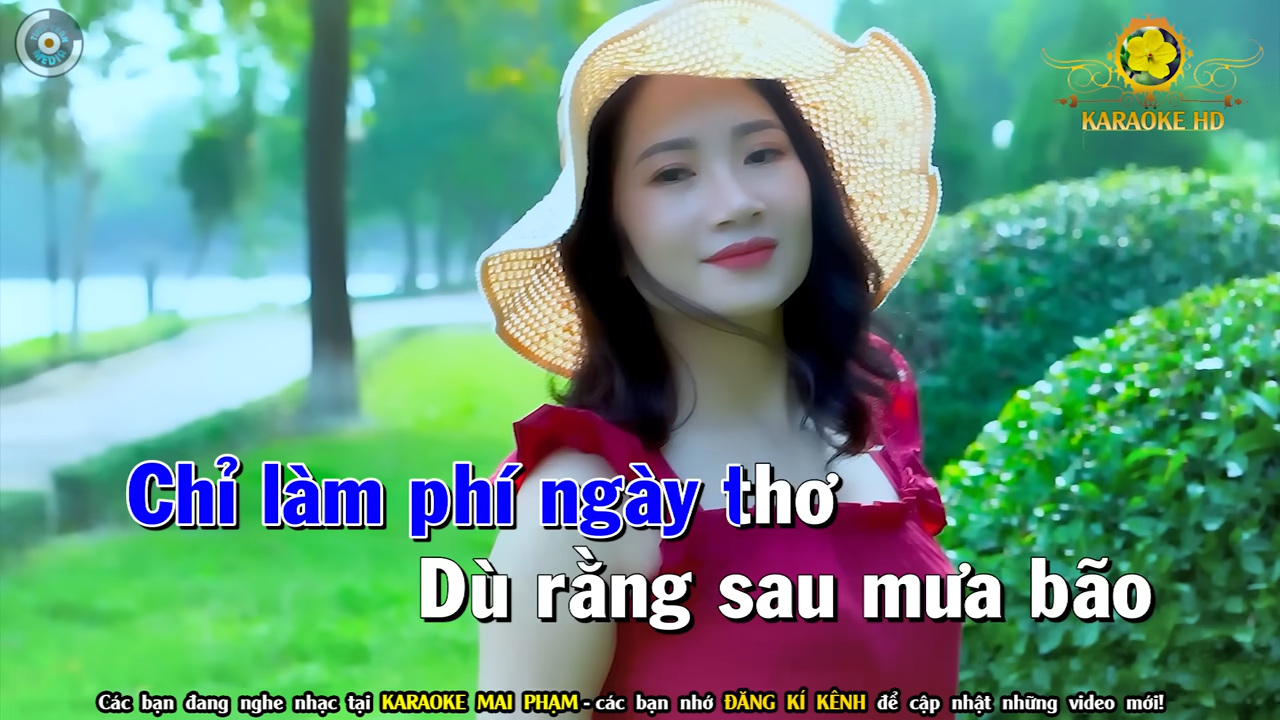 MEDIA
KARAOKE HD
Chỉ làm phí ngày thơ
Dù rằng sau mưa bão
Các bạn đang nghe nhạc tại KARAOKE MAI PHẠM - các bạn nhớ ĐĂNG KÍ KÊNH để cập nhật những video mới!